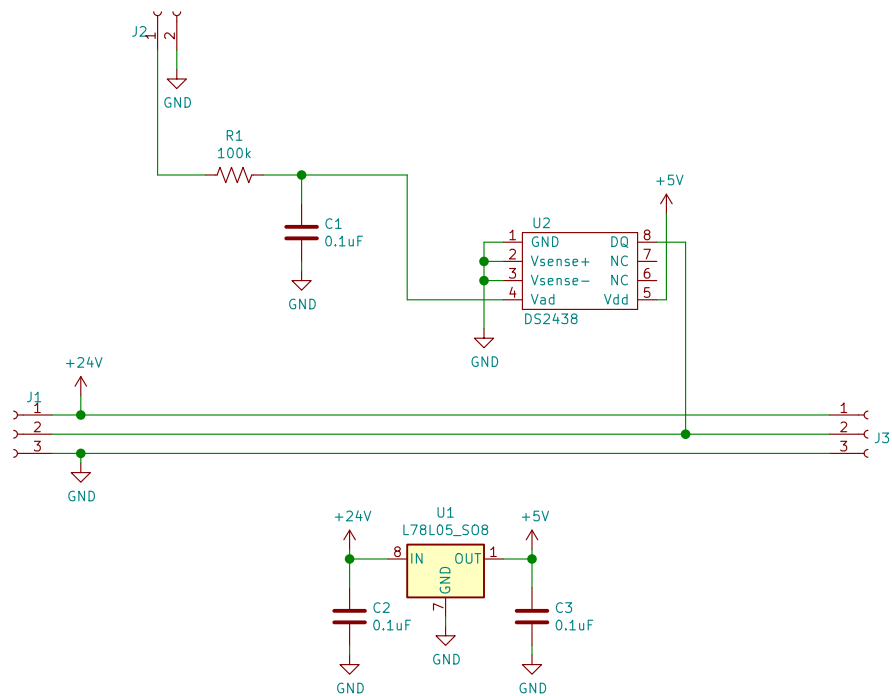 J2
1
2
GND
R1
100k
C1
0.1uF
GND
+5V
U2
1 GND DQ 8
2 Vsense+ NC 7
3 Vsense- NC 6
4 Vad Vdd 5
DS2438
GND
+24V
J1
1 1
2 2
J3
3 3
GND
U1
L78L05_SO8
+24V +5V
8 IN OUT 1
GND
7
C2
0.1uF
C3
0.1uF
GND
GND
GND